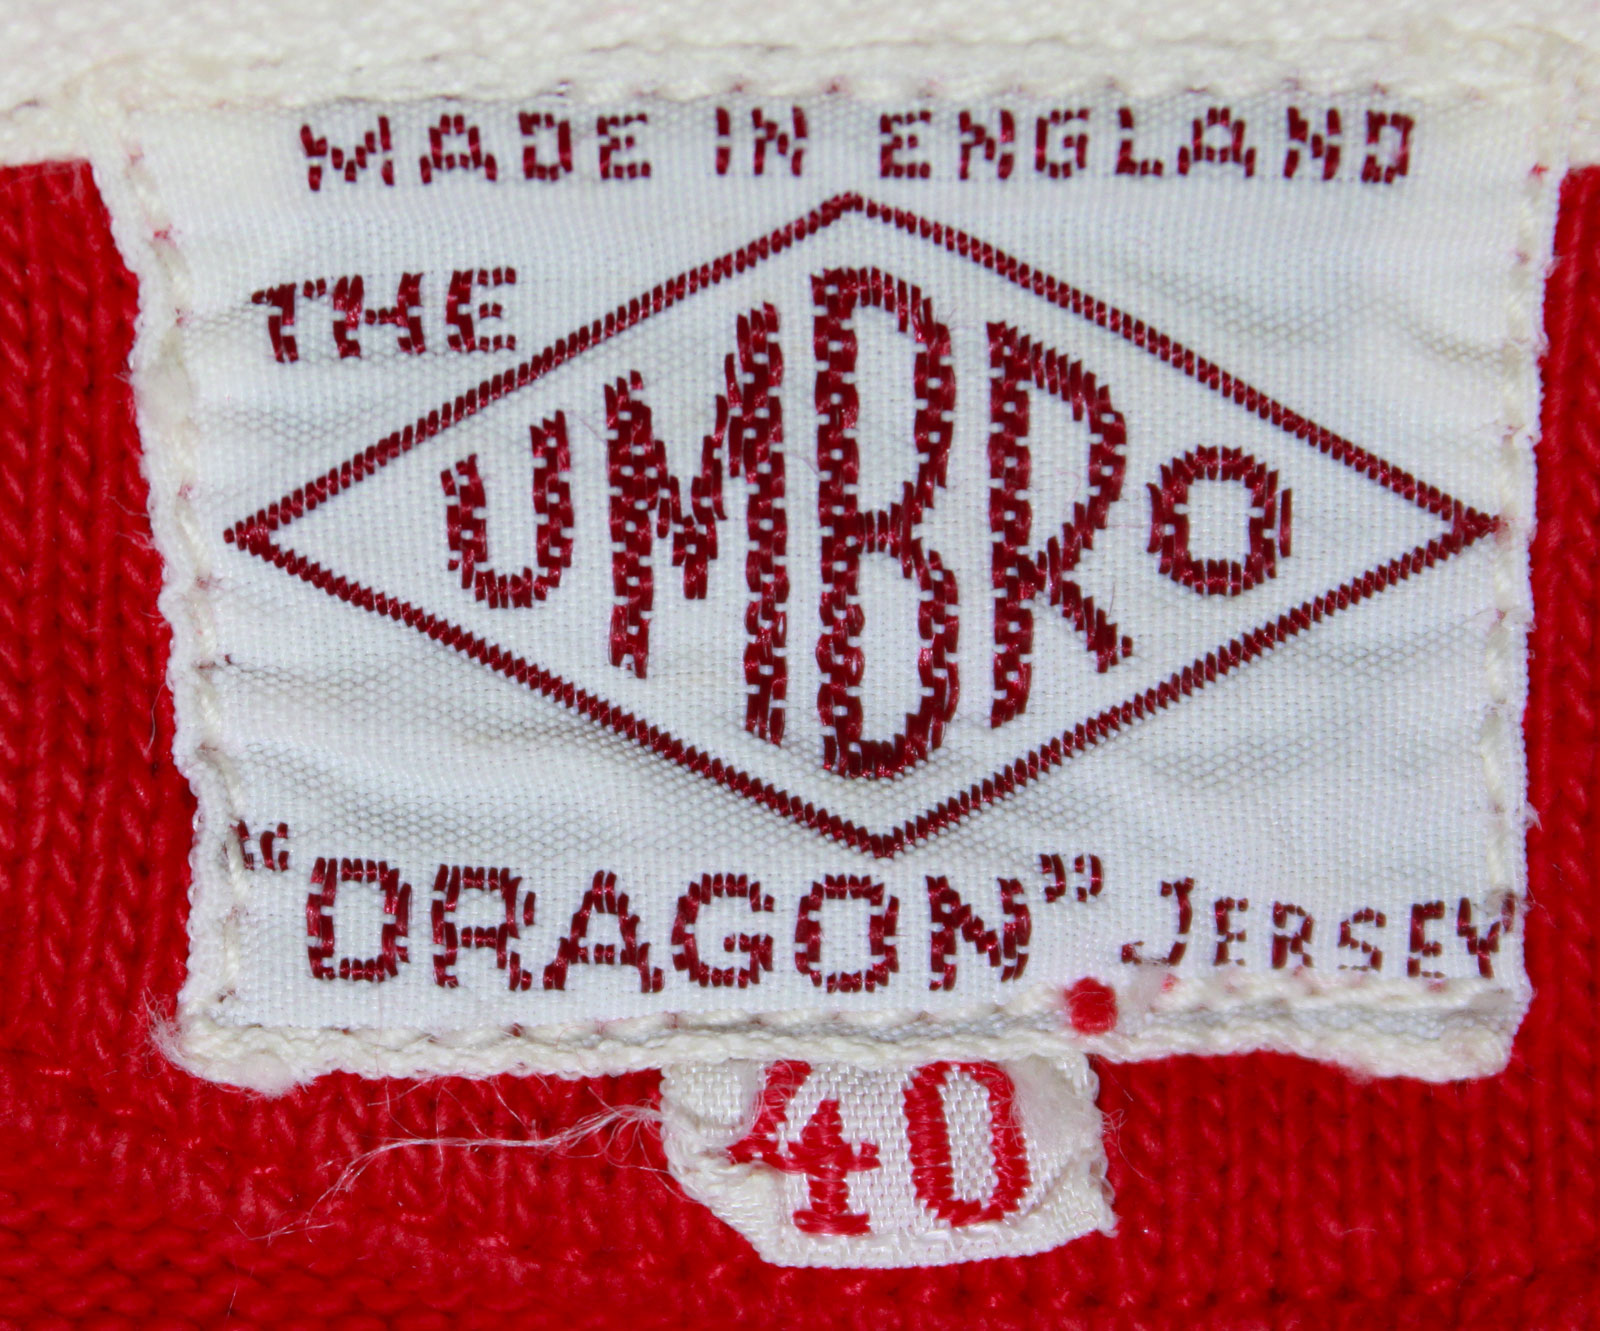 MADE IN ENGLAND
THE
UMBRO
“DRAGON” JERSEY
40